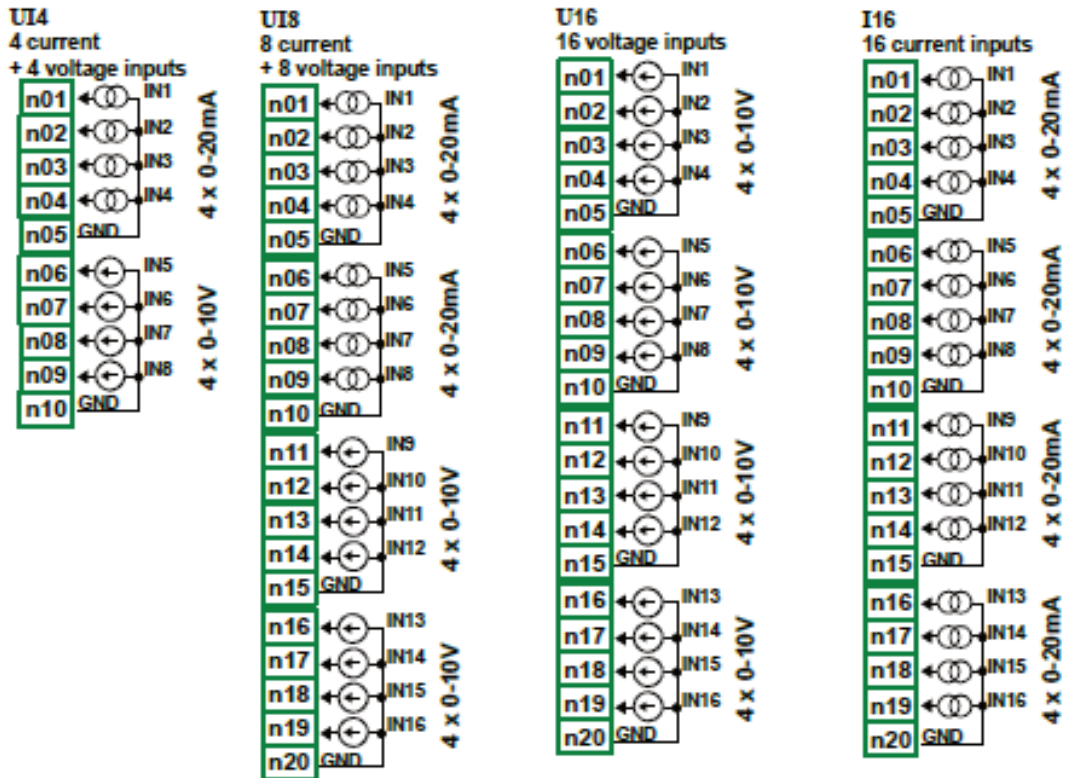 UI4
4 current
+ 4 voltage inputs
n01 IN1
n02 IN2
n03 IN3
n04 IN4
n05 GND
4 x 0-20mA
n06 IN5
n07 IN6
n08 IN7
n09 IN8
n10 GND
4 x 0-10V
UI8
8 current
+ 8 voltage inputs
n01 IN1
n02 IN2
n03 IN3
n04 IN4
n05 GND
4 x 0-20mA
n06 IN5
n07 IN6
n08 IN7
n09 IN8
n10 GND
4 x 0-20mA
n11 IN9
n12 IN10
n13 IN11
n14 IN12
n15 GND
4 x 0-10V
n16 IN13
n17 IN14
n18 IN15
n19 IN16
n20 GND
4 x 0-10V
U16
16 voltage inputs
n01 IN1
n02 IN2
n03 IN3
n04 IN4
n05 GND
4 x 0-10V
n06 IN5
n07 IN6
n08 IN7
n09 IN8
n10 GND
4 x 0-10V
n11 IN9
n12 IN10
n13 IN11
n14 IN12
n15 GND
4 x 0-10V
n16 IN13
n17 IN14
n18 IN15
n19 IN16
n20 GND
4 x 0-10V
I16
16 current inputs
n01 IN1
n02 IN2
n03 IN3
n04 IN4
n05 GND
4 x 0-20mA
n06 IN5
n07 IN6
n08 IN7
n09 IN8
n10 GND
4 x 0-20mA
n11 IN9
n12 IN10
n13 IN11
n14 IN12
n15 GND
4 x 0-20mA
n16 IN13
n17 IN14
n18 IN15
n19 IN16
n20 GND
4 x 0-20mA